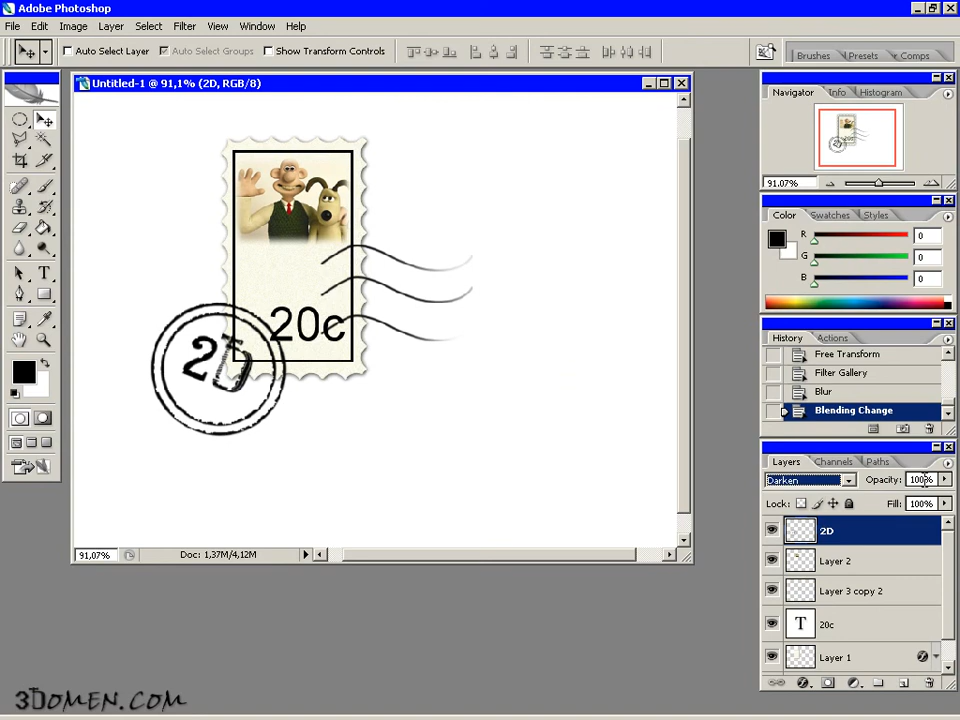 Adobe Photoshop
File Edit Image Layer Select Filter View Window Help
Auto Select Layer Auto Select Groups Show Transform Controls
Brushes Presets Comps
Untitled-1 @ 91,1% (2D, RGB/8)
20c
2D
91,07% Doc: 1,37M/4,12M
Navigator Info Histogram
91.07%
Color Swatches Styles
R 0
G 0
B 0
History Actions
Free Transform
Filter Gallery
Blur
Blending Change
Layers Channels Paths
Darken Opacity: 100%
Lock: Fill: 100%
2D
Layer 2
Layer 3 copy 2
T 20c
Layer 1
3DOMEN.COM